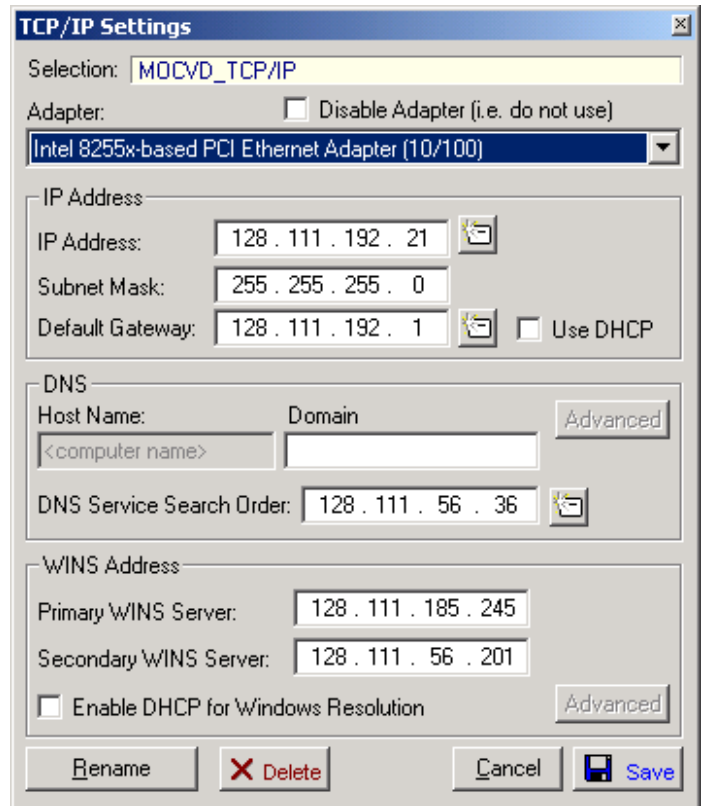 TCP/IP Settings
Selection: MOCVD_TCP/IP
Adapter: Disable Adapter (i.e. do not use)
Intel 8255x-based PCI Ethernet Adapter (10/100)
IP Address
IP Address: 128 . 111 . 192 . 21
Subnet Mask: 255 . 255 . 255 . 0
Default Gateway: 128 . 111 . 192 . 1 Use DHCP
DNS
Host Name: Domain Advanced
<computer name>
DNS Service Search Order: 128 . 111 . 56 . 36
WINS Address
Primary WINS Server: 128 . 111 . 185 . 245
Secondary WINS Server: 128 . 111 . 56 . 201
Enable DHCP for Windows Resolution Advanced
Rename Delete Cancel Save